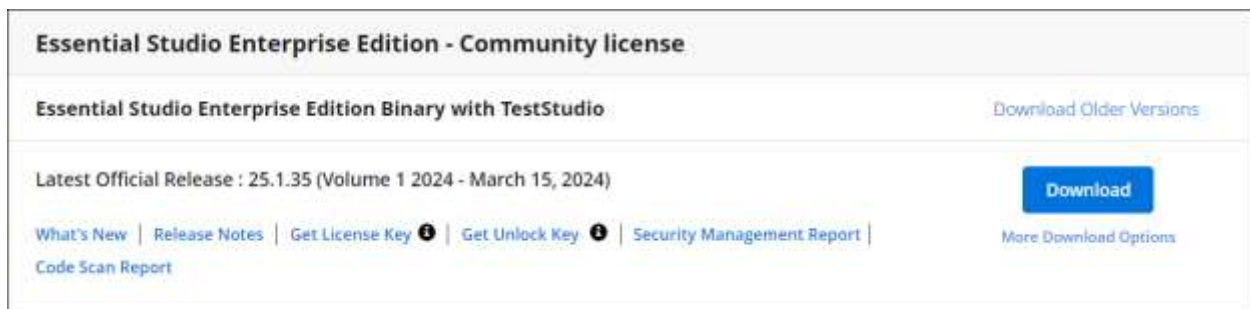 Essential Studio Enterprise Edition - Community license
Essential Studio Enterprise Edition Binary with TestStudio
Download Older Versions
Latest Official Release : 25.1.35 (Volume 1 2024 - March 15, 2024)
Download
What's New | Release Notes | Get License Key | Get Unlock Key | Security Management Report |
More Download Options
Code Scan Report